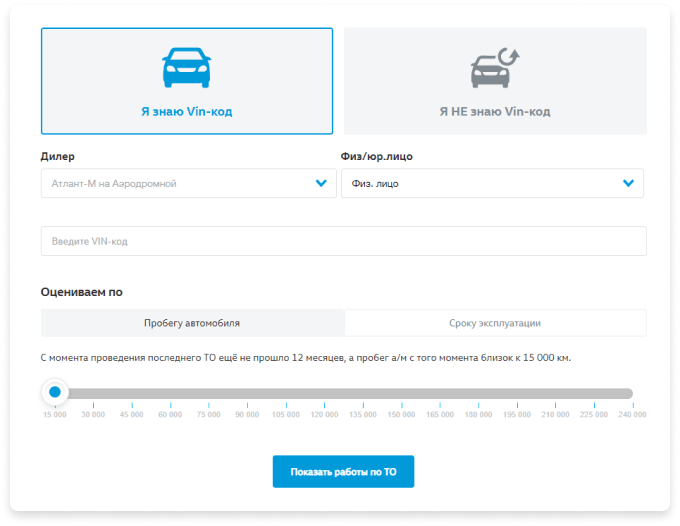 Я знаю Vin-код
Я НЕ знаю Vin-код
Дилер
Физ/юр.лицо
Атлант-М на Аародромной
Физ. лицо
Введите VIN-код
Оцениваем по
Пробегу автомобиля
Сроку эксплуатации
С момента проведения последнего ТО ещё не прошло 12 месяцев, а пробег а/м с того момента близок к 15 000 км.
15 000 30 000 45 000 60 000 75 000 90 000 105 000 120 000 135 000 150 000 165 000 180 000 195 000 210 000 225 000 240 000
Показать работы по ТО